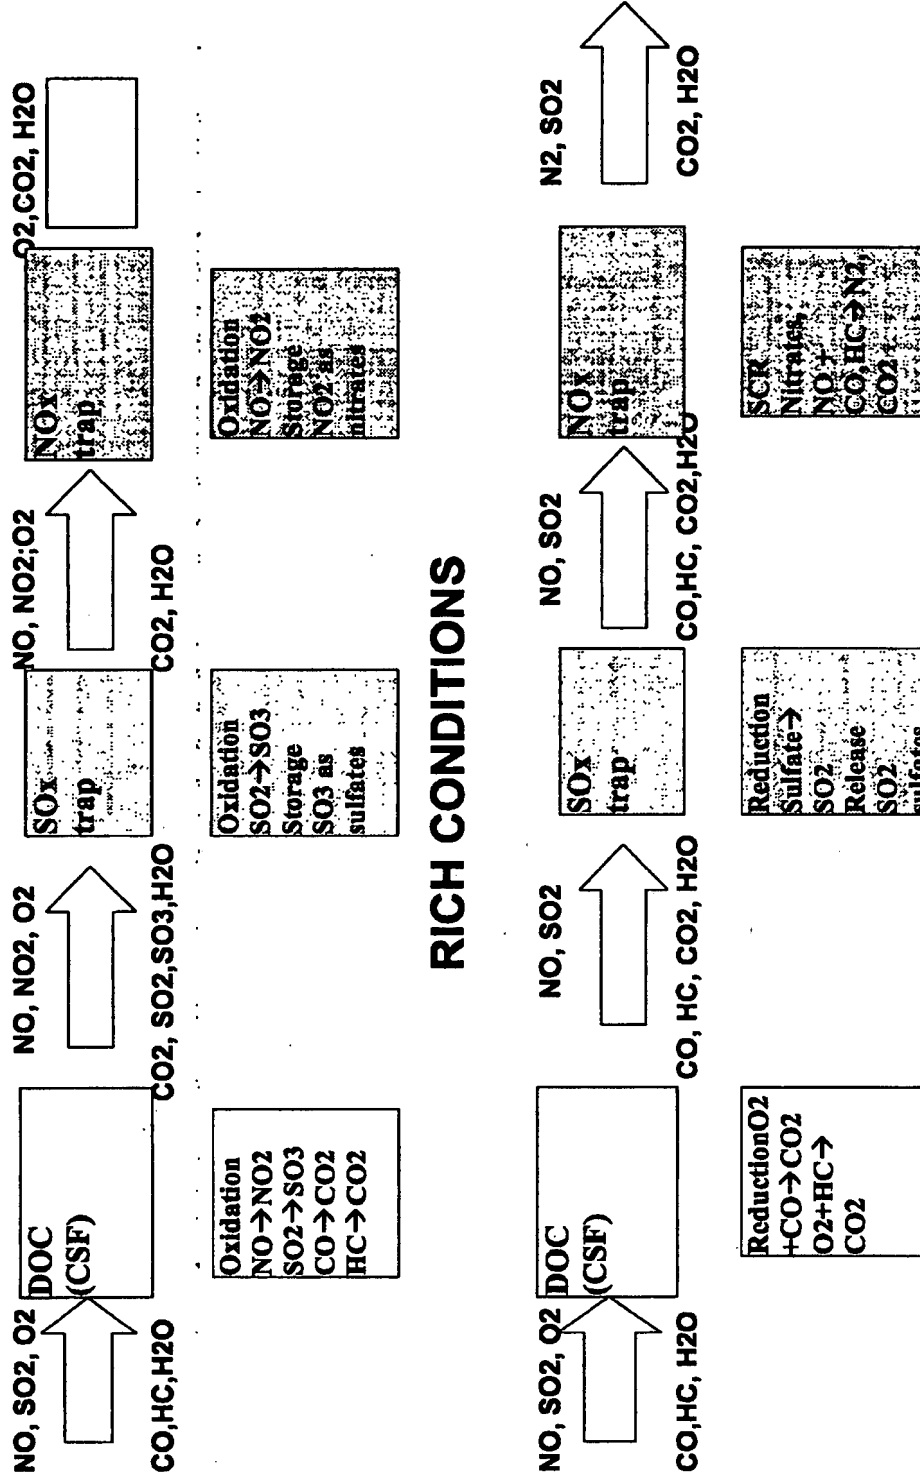 NO, SO2, O2
CO,HC,H2O
DOC
(CSF)
Oxidation
NO→NO2
SO2→SO3
CO→CO2
HC→CO2
NO, NO2, O2
CO2, SO2,SO3,H2O
SOx
trap
Oxidation
SO2→SO3
Storage
SO3 as
sulfates
NO, NO2;O2
CO2, H2O
NOx
trap
Oxidation
NO→NO2
Storage
NO2 as
nitrates
O2,CO2, H2O
RICH CONDITIONS
NO, SO2, O2
CO,HC, H2O
DOC
(CSF)
ReductionO2
+CO→CO2
O2+HC→
CO2
NO, SO2
CO, HC, CO2, H2O
SOx
trap
Reduction
Sulfate→
SO2
Release
SO2
sulfates
NO, SO2
CO,HC, CO2,H2O
NOx
trap
SCR
Nitrates,
NO+
CO,HC→N2,
CO2
N2, SO2
CO2, H2O